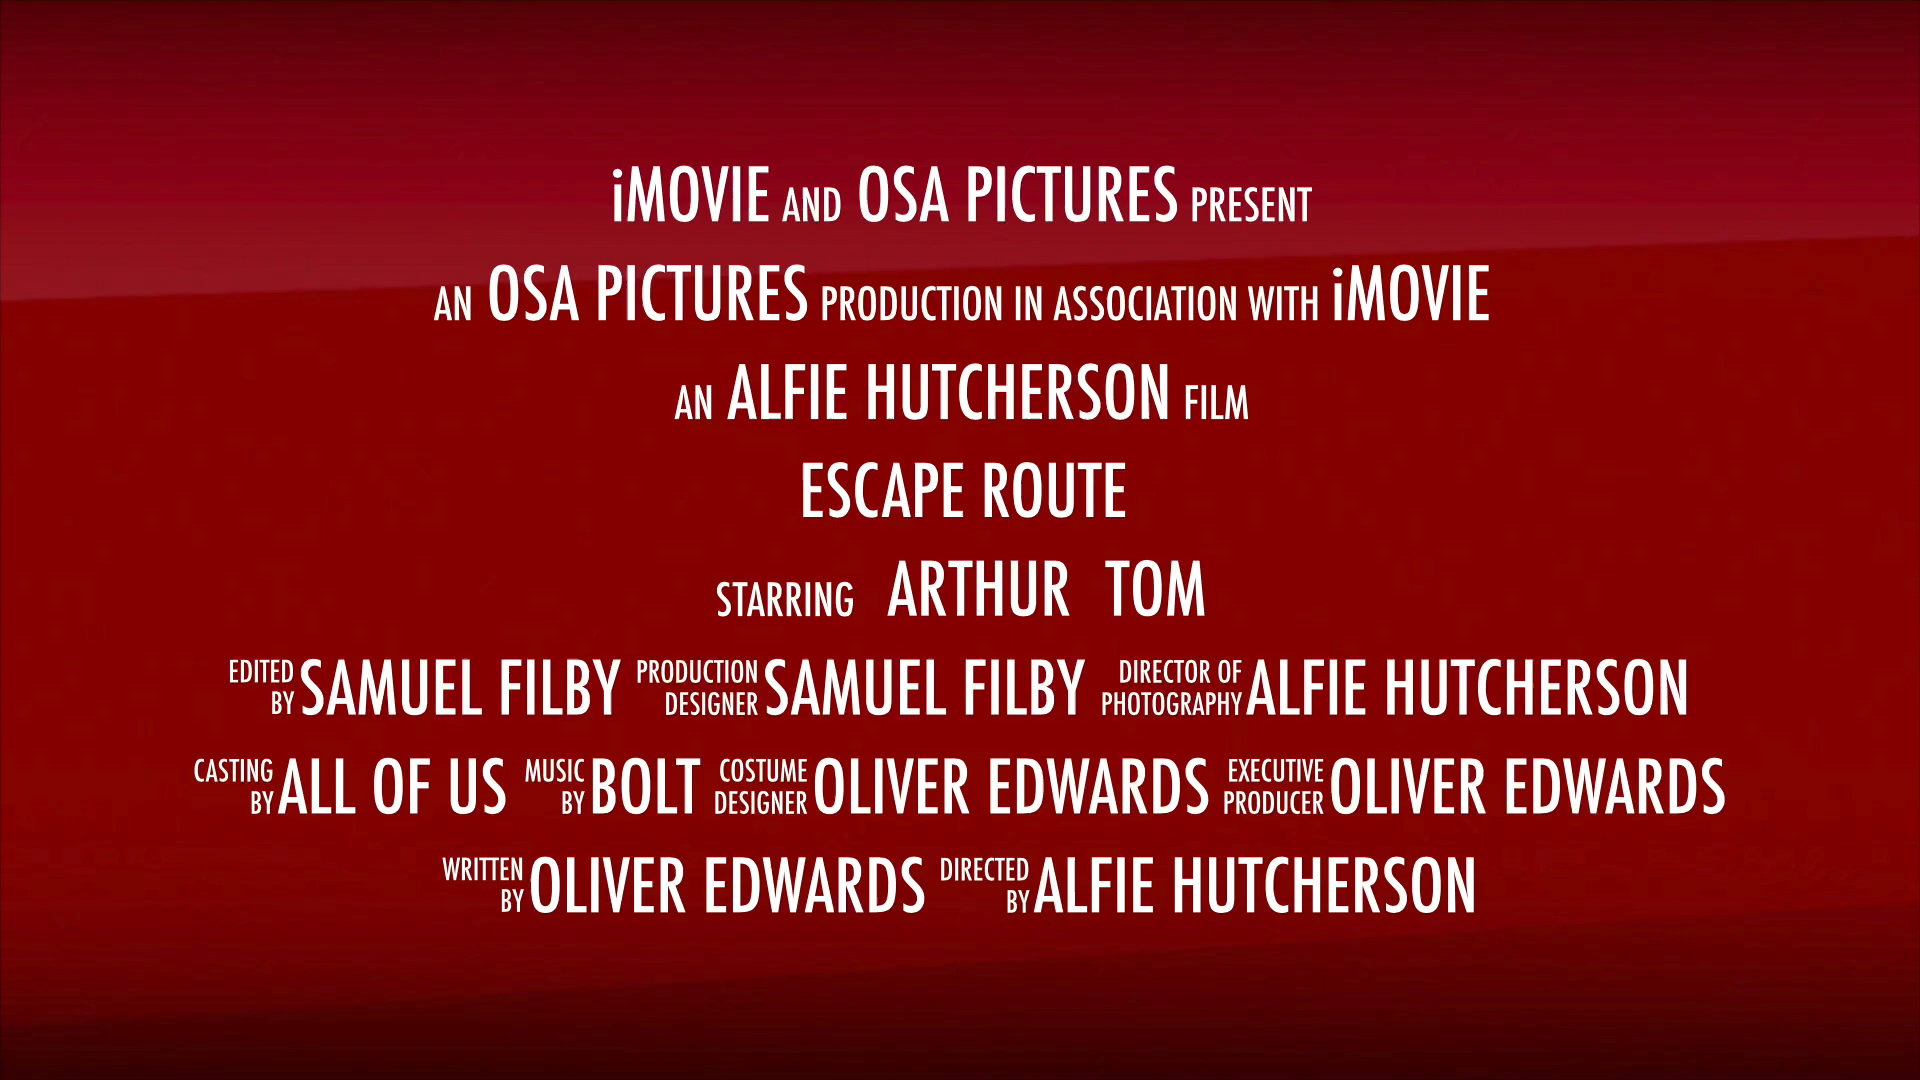 iMOVIE AND OSA PICTURES PRESENT
AN OSA PICTURES PRODUCTION IN ASSOCIATION WITH iMOVIE
AN ALFIE HUTCHERSON FILM
ESCAPE ROUTE
STARRING ARTHUR TOM
EDITED BY SAMUEL FILBY PRODUCTION DESIGNER SAMUEL FILBY DIRECTOR OF PHOTOGRAPHY ALFIE HUTCHERSON
CASTING BY ALL OF US MUSIC BY BOLT COSTUME DESIGNER OLIVER EDWARDS EXECUTIVE PRODUCER OLIVER EDWARDS
WRITTEN BY OLIVER EDWARDS DIRECTED BY ALFIE HUTCHERSON